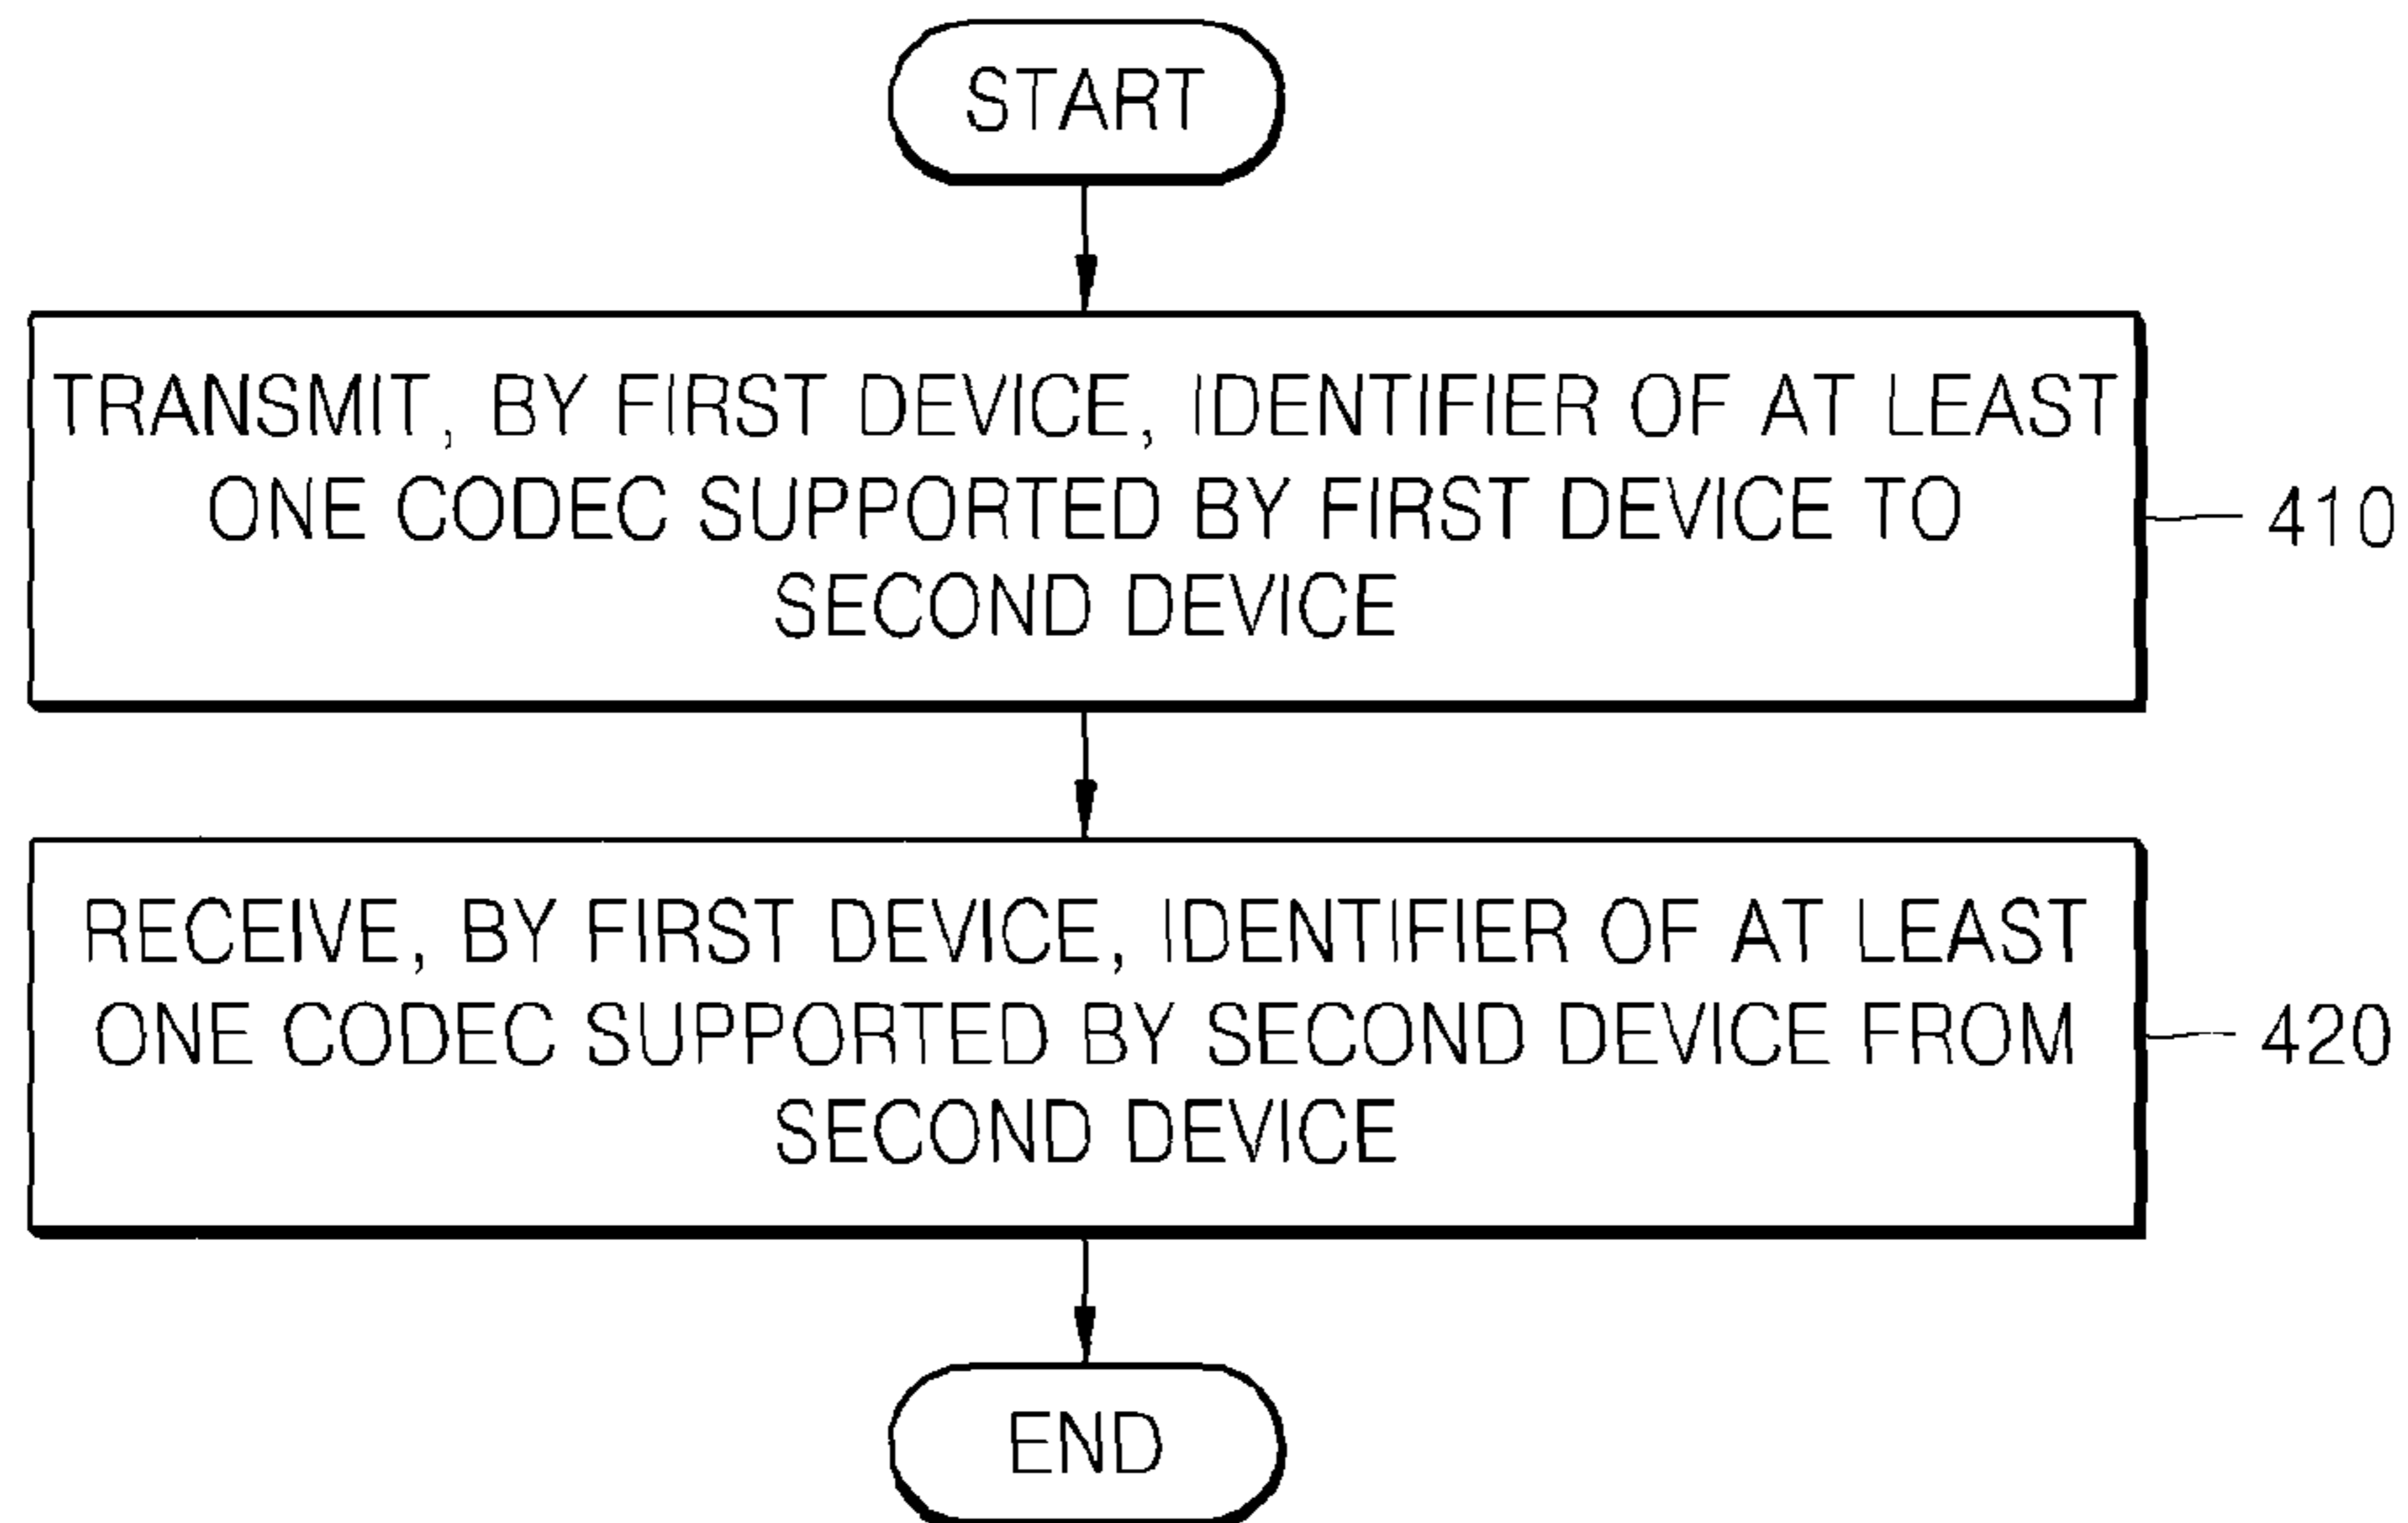 START
TRANSMIT, BY FIRST DEVICE, IDENTIFIER OF AT LEAST
ONE CODEC SUPPORTED BY FIRST DEVICE TO
SECOND DEVICE
410
RECEIVE, BY FIRST DEVICE, IDENTIFIER OF AT LEAST
ONE CODEC SUPPORTED BY SECOND DEVICE FROM
SECOND DEVICE
420
END